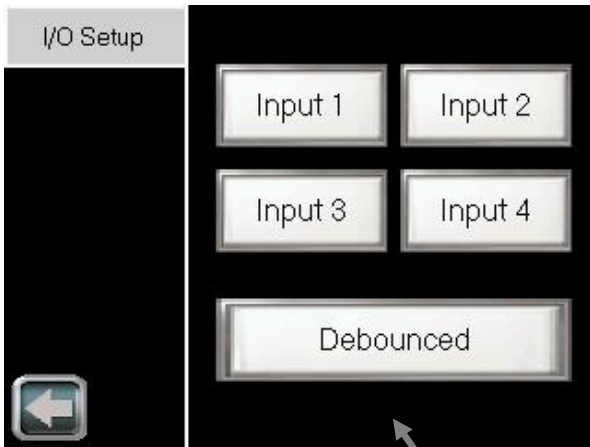 I/O Setup
Input 1
Input 2
Input 3
Input 4
Debounced